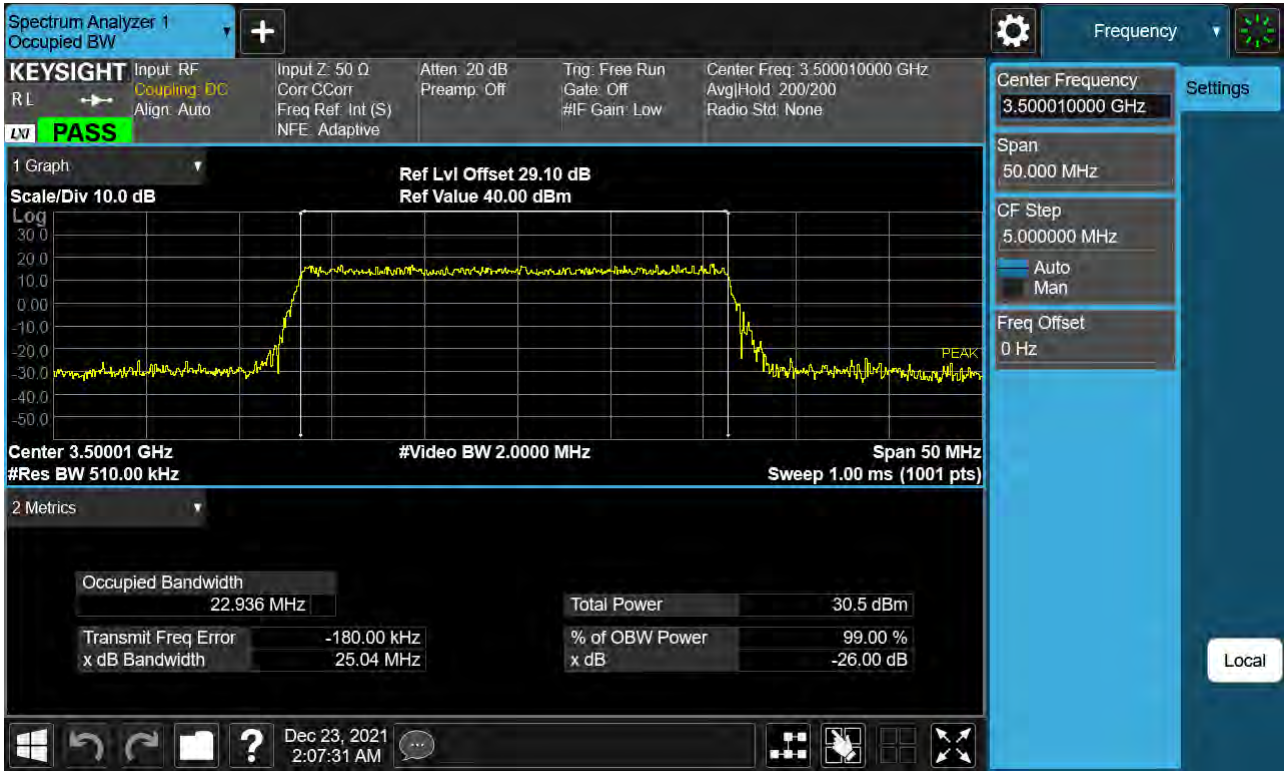 Spectrum Analyzer 1
Occupied BW
▼
+
Frequency
▼
KEYSIGHT
RL
LXI
PASS
Input: RF
Coupling: DC
Align: Auto
Input Z: 50 Ω
Corr CCorr
Freq Ref: Int (S)
NFE: Adaptive
Atten: 20 dB
Preamp: Off
Trig: Free Run
Gate: Off
#IF Gain: Low
Center Freq: 3.500010000 GHz
Avg|Hold: 200/200
Radio Std: None
Center Frequency
3.500010000 GHz
Settings
Span
50.000 MHz
CF Step
5.000000 MHz
Auto
Man
Freq Offset
0 Hz
Local
1 Graph ▼
Scale/Div 10.0 dB
Ref Lvl Offset 29.10 dB
Ref Value 40.00 dBm
Log
30.0
20.0
10.0
0.00
-10.0
-20.0
-30.0
-40.0
-50.0
PEAK
Center 3.50001 GHz
#Video BW 2.0000 MHz
Span 50 MHz
#Res BW 510.00 kHz
Sweep 1.00 ms (1001 pts)
2 Metrics ▼
Occupied Bandwidth
22.936 MHz
Total Power 30.5 dBm
Transmit Freq Error -180.00 kHz
% of OBW Power 99.00 %
x dB Bandwidth 25.04 MHz
x dB -26.00 dB
?
Dec 23, 2021
2:07:31 AM